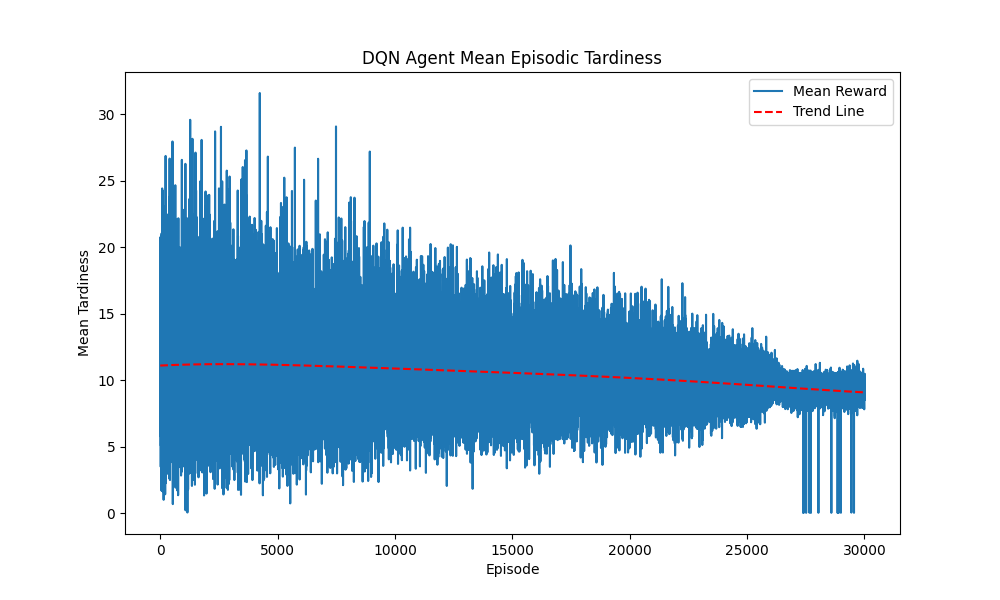 DQN Agent Mean Episodic Tardiness
Mean Reward
Trend Line
30
25
20
15
10
5
0
Mean Tardiness
0 5000 10000 15000 20000 25000 30000
Episode